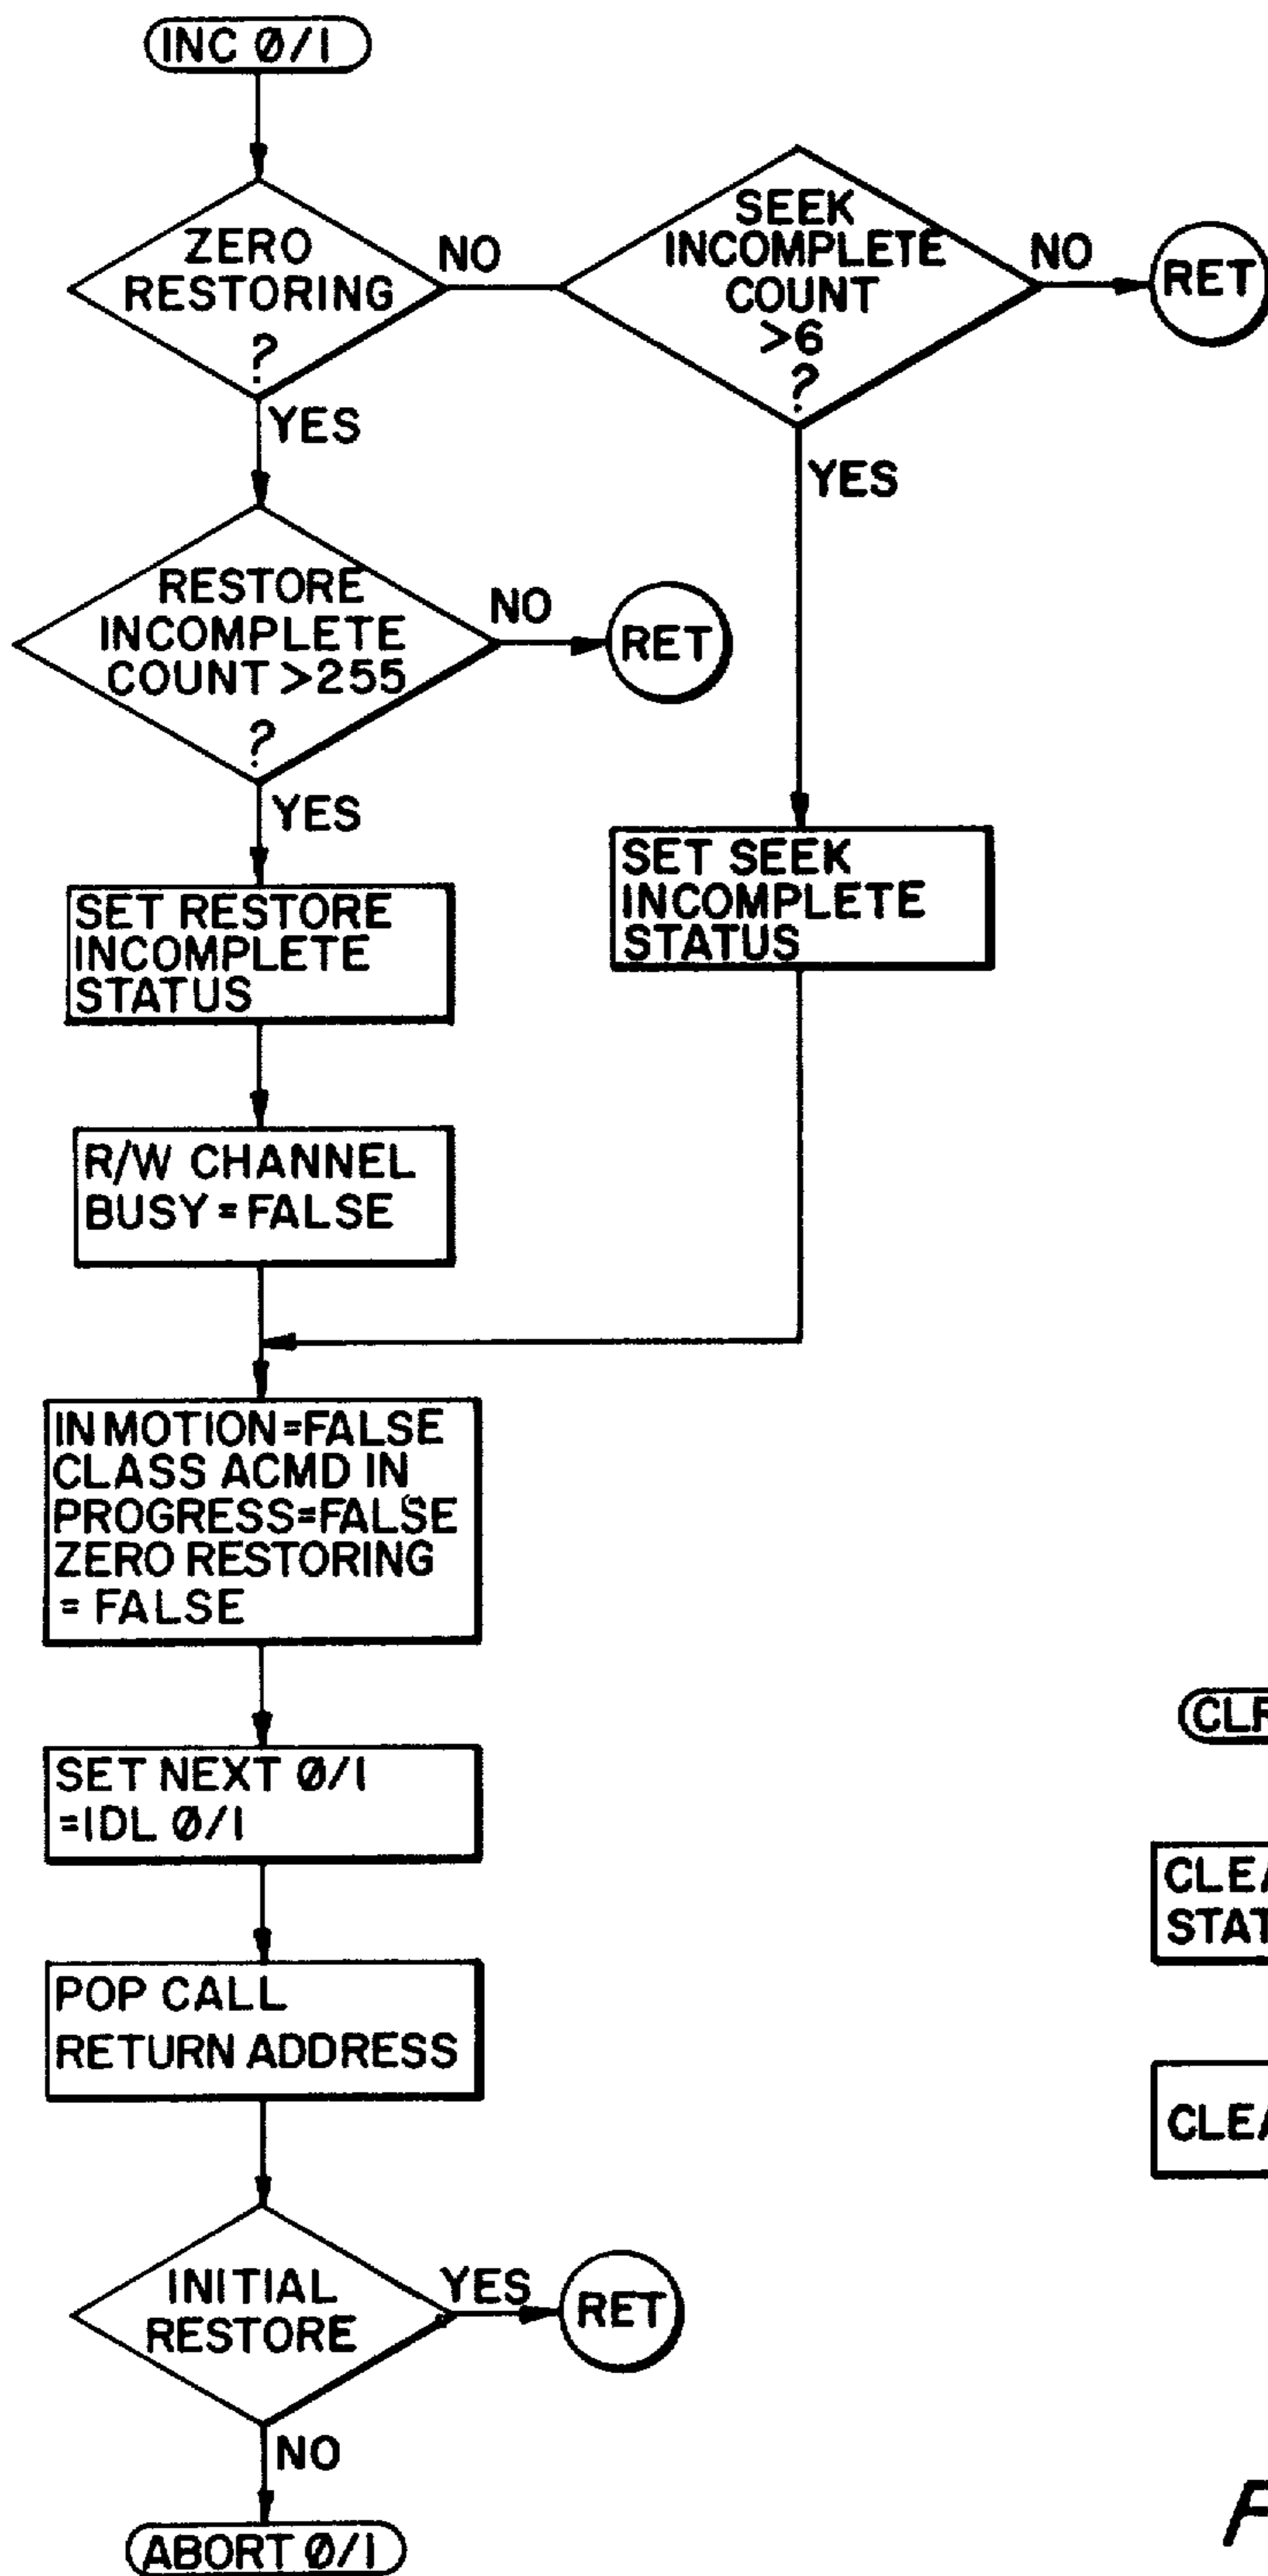 INC Ø/1
ZERO
RESTORING
?
NO
YES
SEEK
INCOMPLETE
COUNT
>6
?
NO
RET
YES
RESTORE
INCOMPLETE
COUNT >255
?
NO
RET
YES
SET RESTORE
INCOMPLETE
STATUS
SET SEEK
INCOMPLETE
STATUS
R/W CHANNEL
BUSY = FALSE
IN MOTION=FALSE
CLASS ACMD IN
PROGRESS=FALSE
ZERO RESTORING
= FALSE
SET NEXT Ø/1
=IDL Ø/1
POP CALL
RETURN ADDRESS
INITIAL
RESTORE
YES
RET
NO
ABORT Ø/1